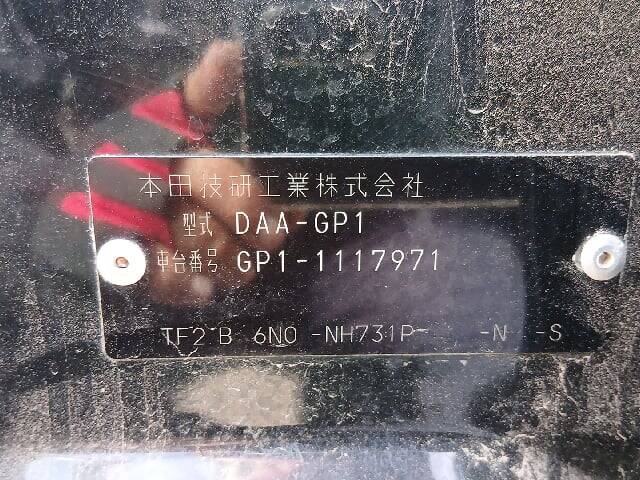 本田技研工業株式会社
型式 DAA-GP1
車台番号 GP1-1117971
TF2 B 6N0 -NH731P- -N -S